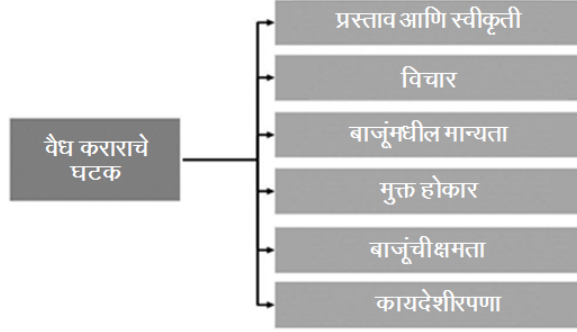 वैध कराराचे
घटक
प्रस्ताव आणि स्वीकृती
विचार
बाजूंमधील मान्यता
मुक्त होकार
बाजूंचीक्षमता
कायदेशीरपणा